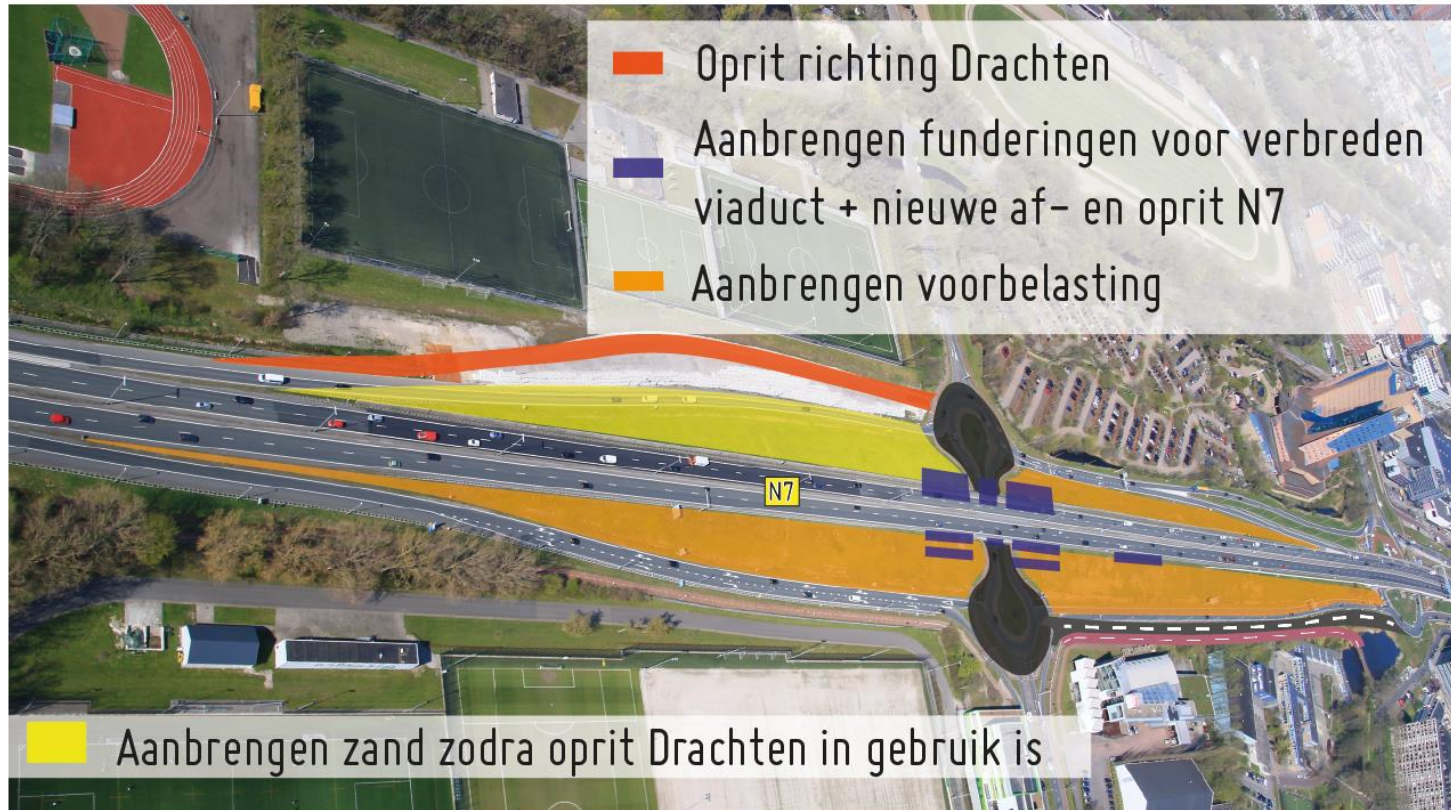 Oprit richting Drachten
Aanbrengen funderingen voor verbreden
viaduct + nieuwe af- en oprit N7
Aanbrengen voorbelasting
N7
Aanbrengen zand zodra oprit Drachten in gebruik is